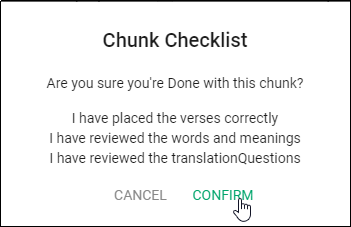 Chunk Checklist
Are you sure you're Done with this chunk?
I have placed the verses correctly
I have reviewed the words and meanings
I have reviewed the translationQuestions
CANCEL CONFIRM